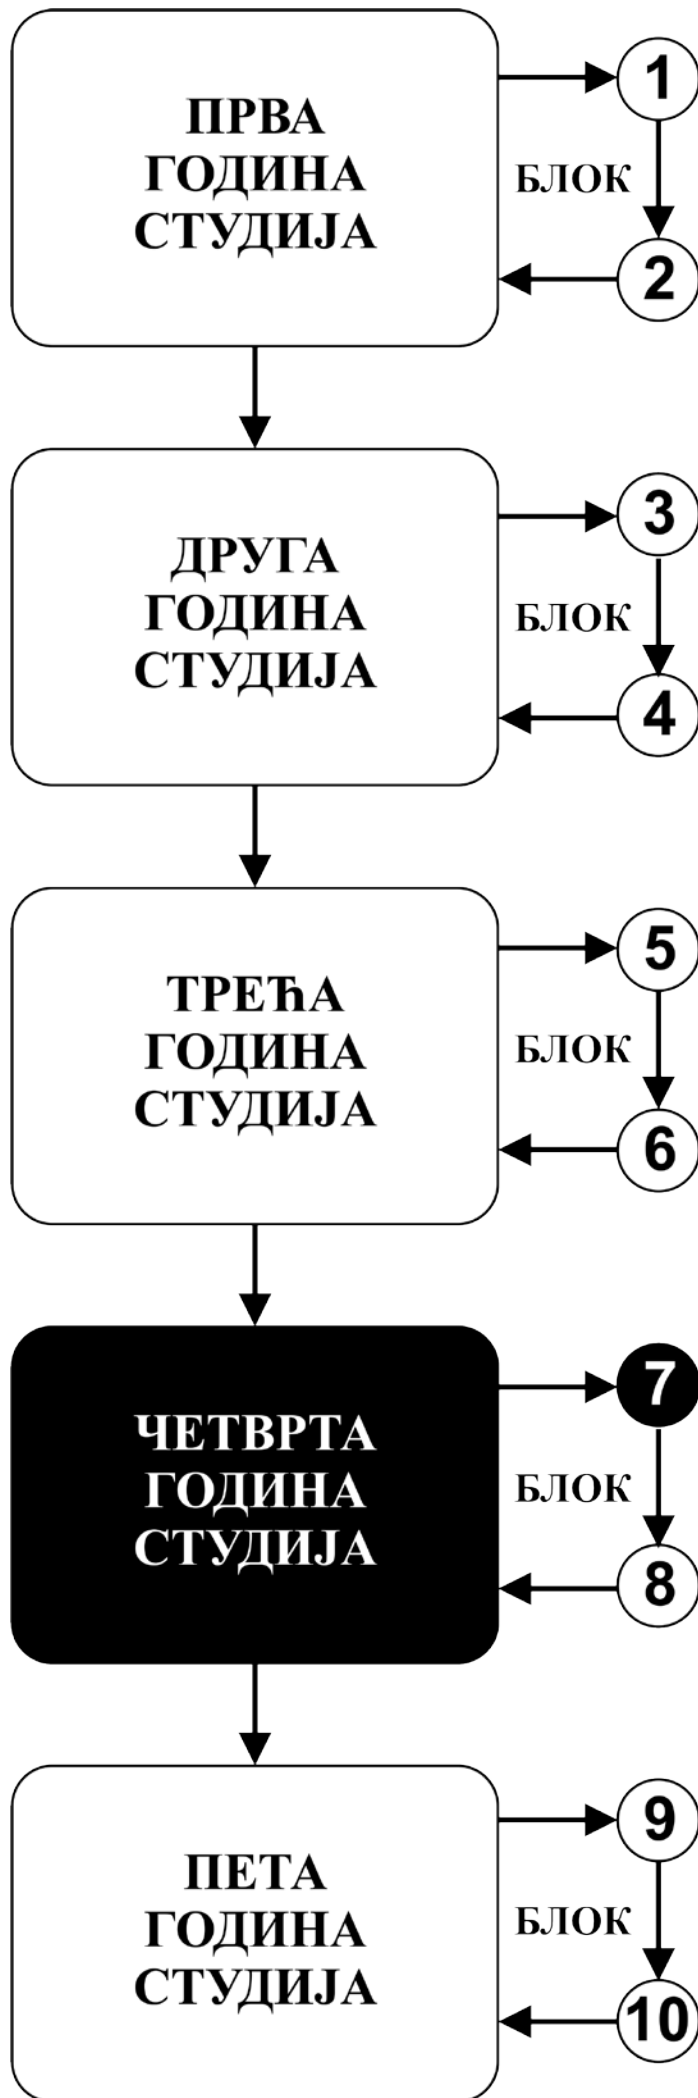 ПРВА
ГОДИНА
СТУДИЈА
1
БЛОК
2
ДРУГА
ГОДИНА
СТУДИЈА
3
БЛОК
4
ТРЕЋА
ГОДИНА
СТУДИЈА
5
БЛОК
6
ЧЕТВРТА
ГОДИНА
СТУДИЈА
7
БЛОК
8
ПЕТА
ГОДИНА
СТУДИЈА
9
БЛОК
10